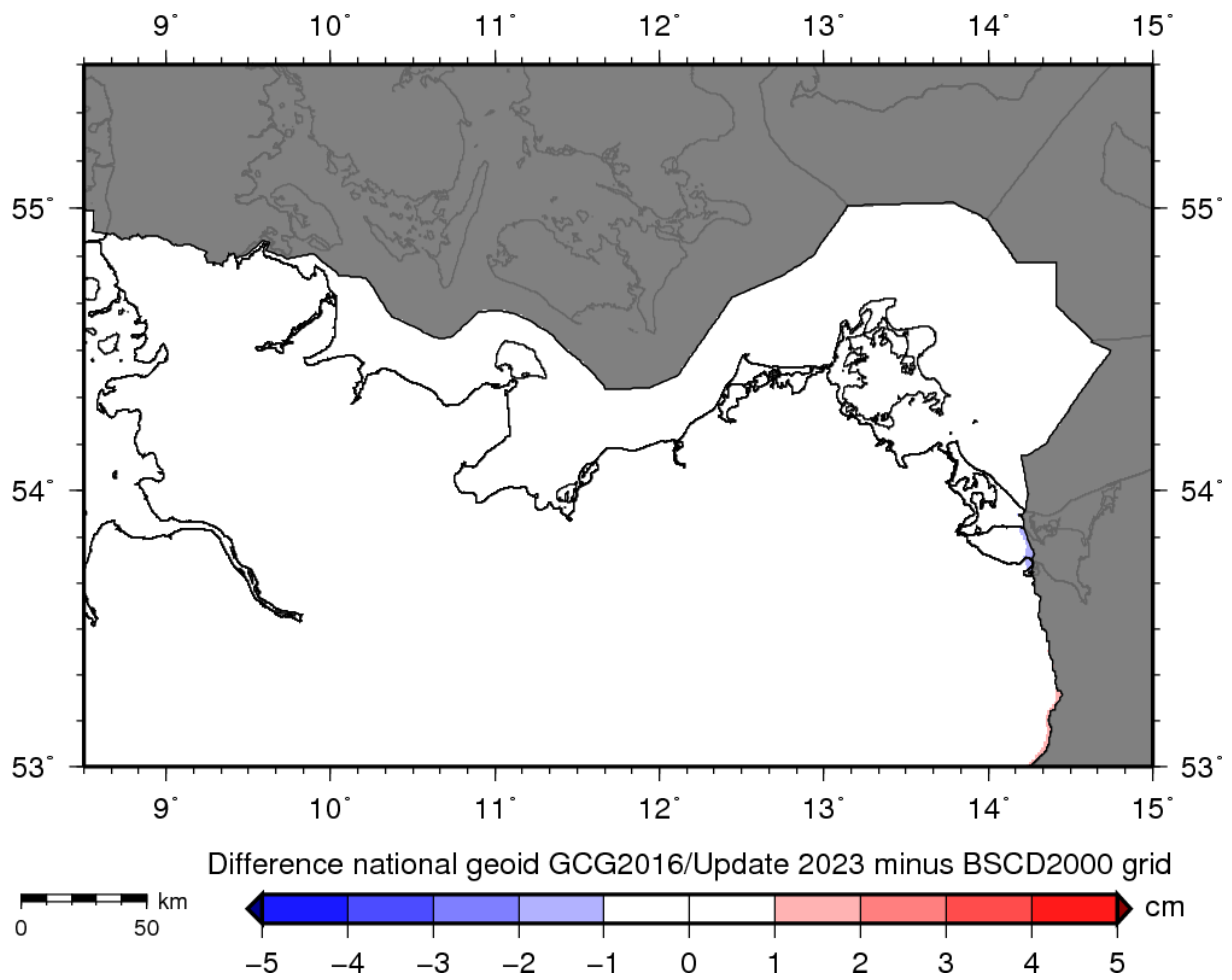 9° 10° 11° 12° 13° 14° 15°
55° 55°
54° 54°
53° 53°
9° 10° 11° 12° 13° 14° 15°
Difference national geoid GCG2016/Update 2023 minus BSCD2000 grid
km
0 50
cm
−5 −4 −3 −2 −1 0 1 2 3 4 5